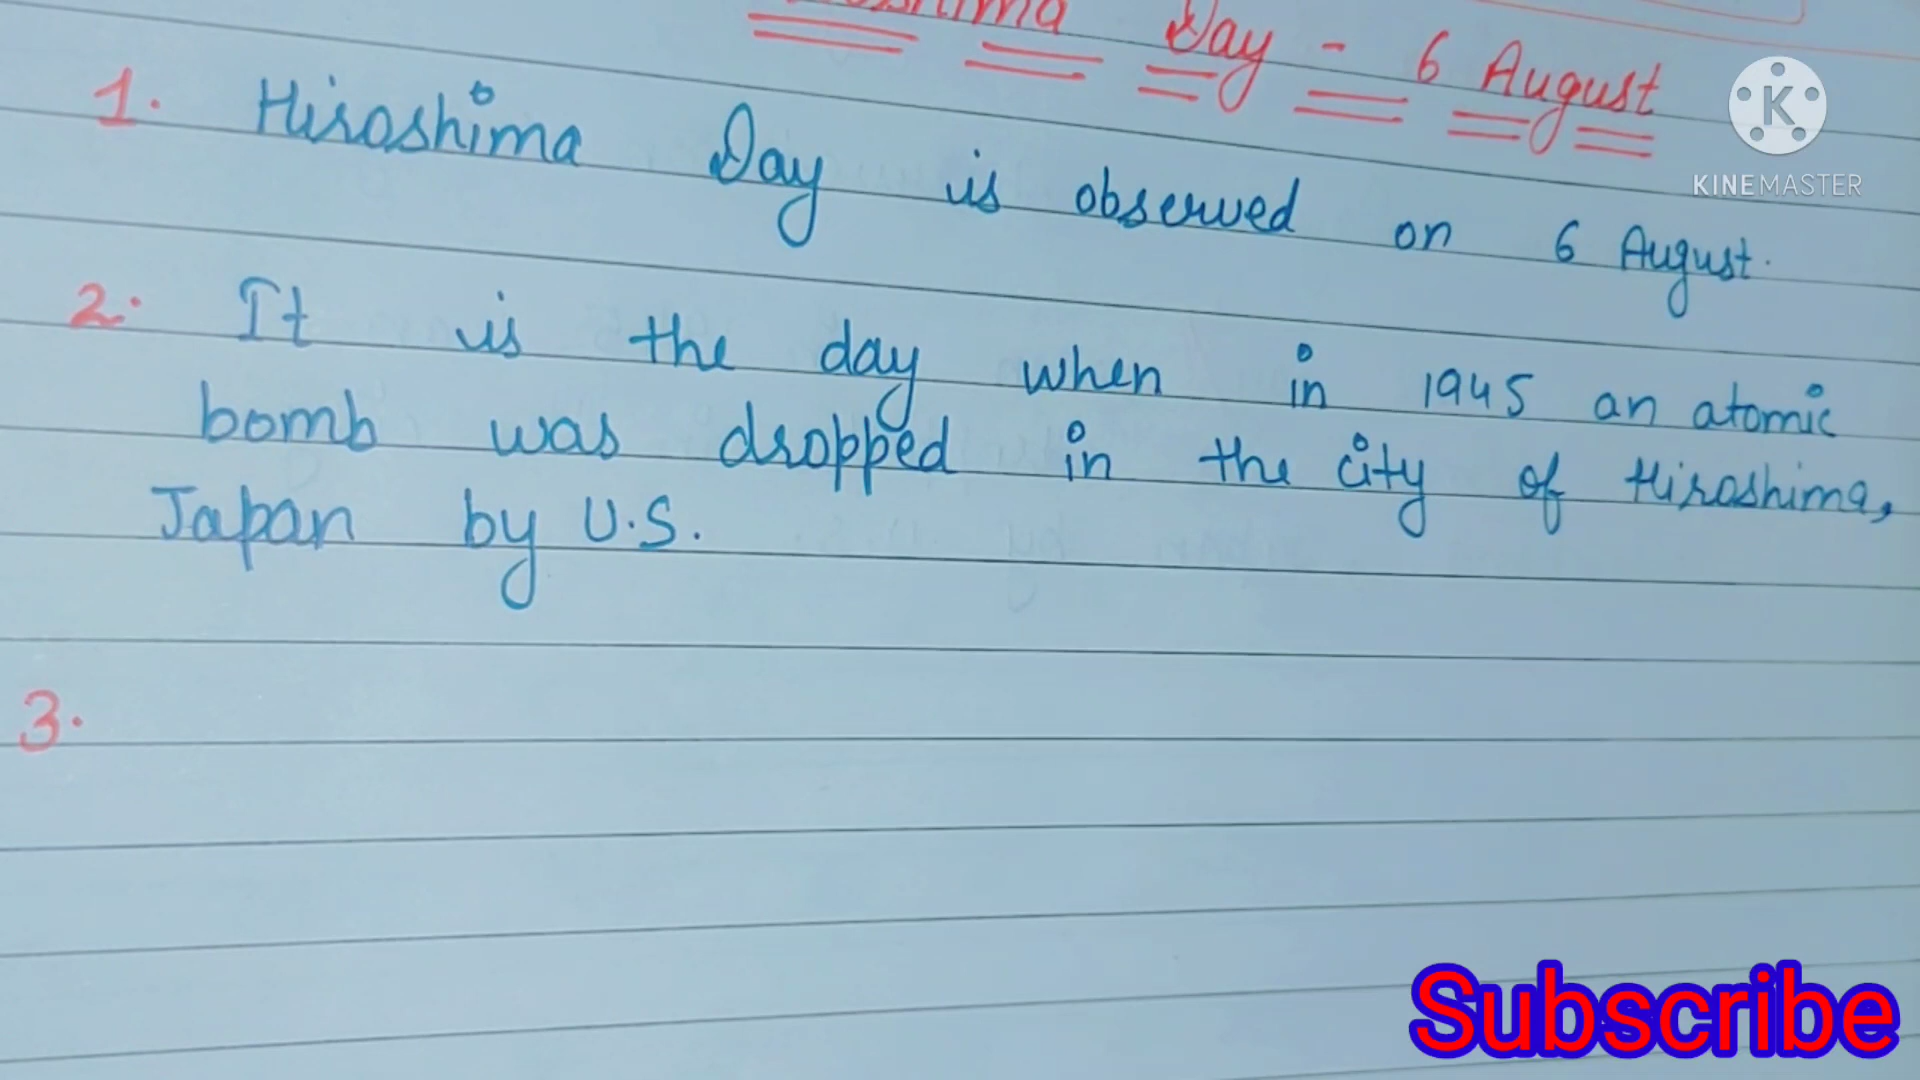 Hiroshima Day - 6 August
1. Hiroshima Day is observed on 6 August.
2. It is the day when in 1945 an atomic
bomb was dropped in the city of Hiroshima,
Japan by U.S.
3.
KINEMASTER
Subscribe